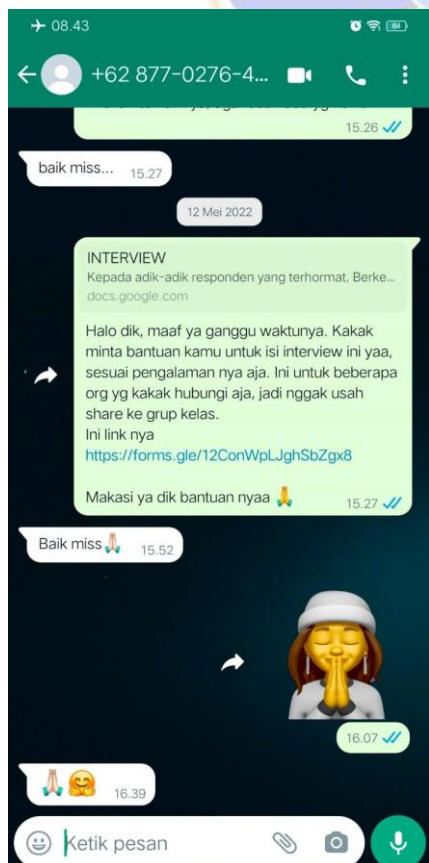 08.43
64
+62 877-0276-4...
15.26
baik miss... 15.27
12 Mei 2022
INTERVIEW
Kepada adik-adik responden yang terhormat, Berke...
docs.google.com
Halo dik, maaf ya ganggu waktunya. Kakak
minta bantuan kamu untuk isi interview ini yaa,
sesuai pengalaman nya aja. Ini untuk beberapa
org yg kakak hubungi aja, jadi nggak usah
share ke grup kelas.
Ini link nya
https://forms.gle/12ConWpLJghSbZgx8
Makasi ya dik bantuan nyaa 🙏
15.27
Baik miss🙏🏻 15.52
16.07
🙏🏻🤗 16.39
Ketik pesan